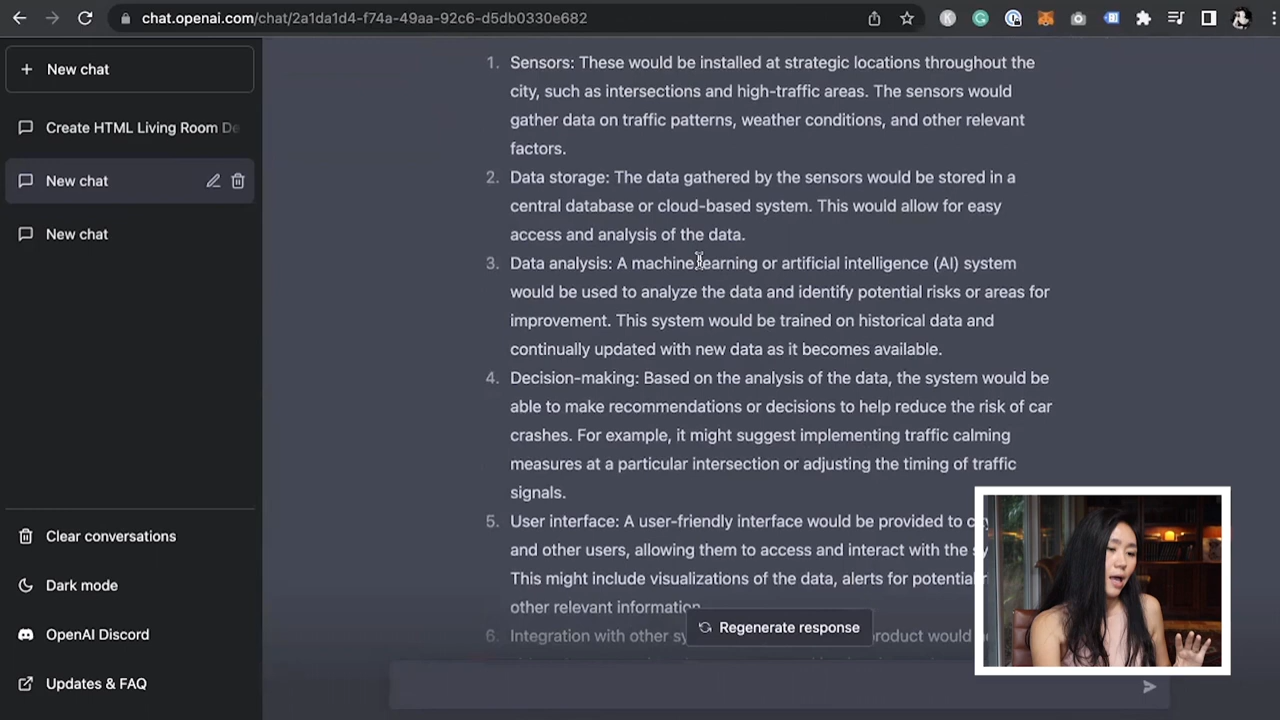 chat.openai.com/chat/2a1da1d4-f74a-49aa-92c6-d5db0330e682
New chat
Create HTML Living Room De
New chat
New chat
Clear conversations
Dark mode
OpenAI Discord
Updates & FAQ
1. Sensors: These would be installed at strategic locations throughout the
city, such as intersections and high-traffic areas. The sensors would
gather data on traffic patterns, weather conditions, and other relevant
factors.
2. Data storage: The data gathered by the sensors would be stored in a
central database or cloud-based system. This would allow for easy
access and analysis of the data.
3. Data analysis: A machine learning or artificial intelligence (AI) system
would be used to analyze the data and identify potential risks or areas for
improvement. This system would be trained on historical data and
continually updated with new data as it becomes available.
4. Decision-making: Based on the analysis of the data, the system would be
able to make recommendations or decisions to help reduce the risk of car
crashes. For example, it might suggest implementing traffic calming
measures at a particular intersection or adjusting the timing of traffic
signals.
5. User interface: A user-friendly interface would be provided to
and other users, allowing them to access and interact with the
This might include visualizations of the data, alerts for potential
other relevant information.
6. Integration with other product would
Regenerate response